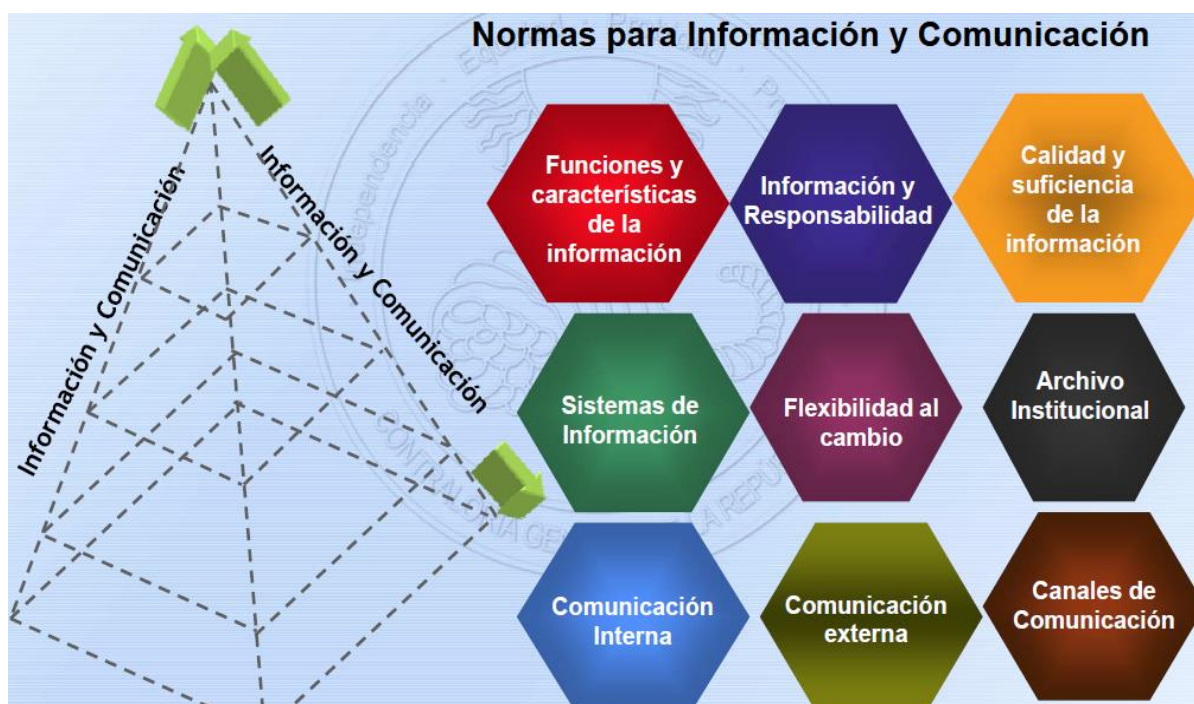 Normas para Información y Comunicación
Información y Comunicación
Información y Comunicación
Funciones y
características
de la
información
Información y
Responsabilidad
Calidad y
suficiencia
de la
información
Sistemas de
Información
Flexibilidad al
cambio
Archivo
Institucional
Comunicación
Interna
Comunicación
externa
Canales de
Comunicación